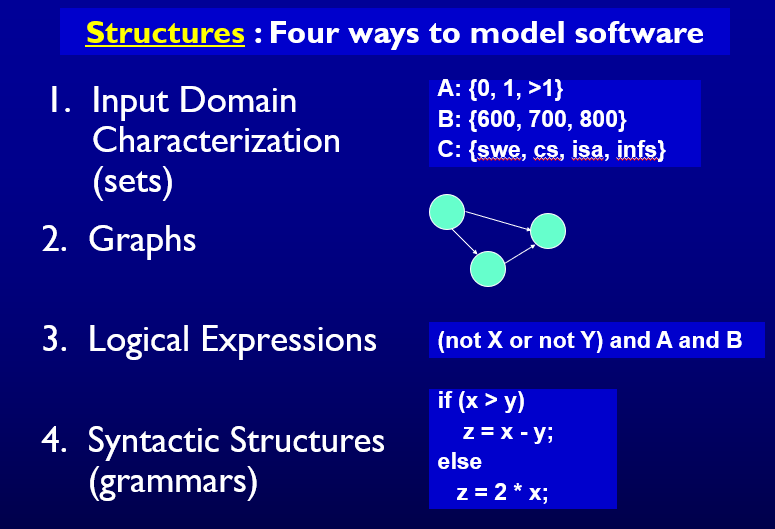 Structures : Four ways to model software
1. Input Domain
Characterization
(sets)
A: {0, 1, >1}
B: {600, 700, 800}
C: {swe, cs, isa, infs}
2. Graphs
3. Logical Expressions
(not X or not Y) and A and B
4. Syntactic Structures
(grammars)
if (x > y)
z = x - y;
else
z = 2 * x;